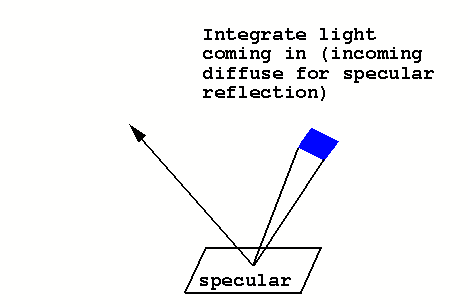 Integrate light
coming in (incoming
diffuse for specular
reflection)
specular